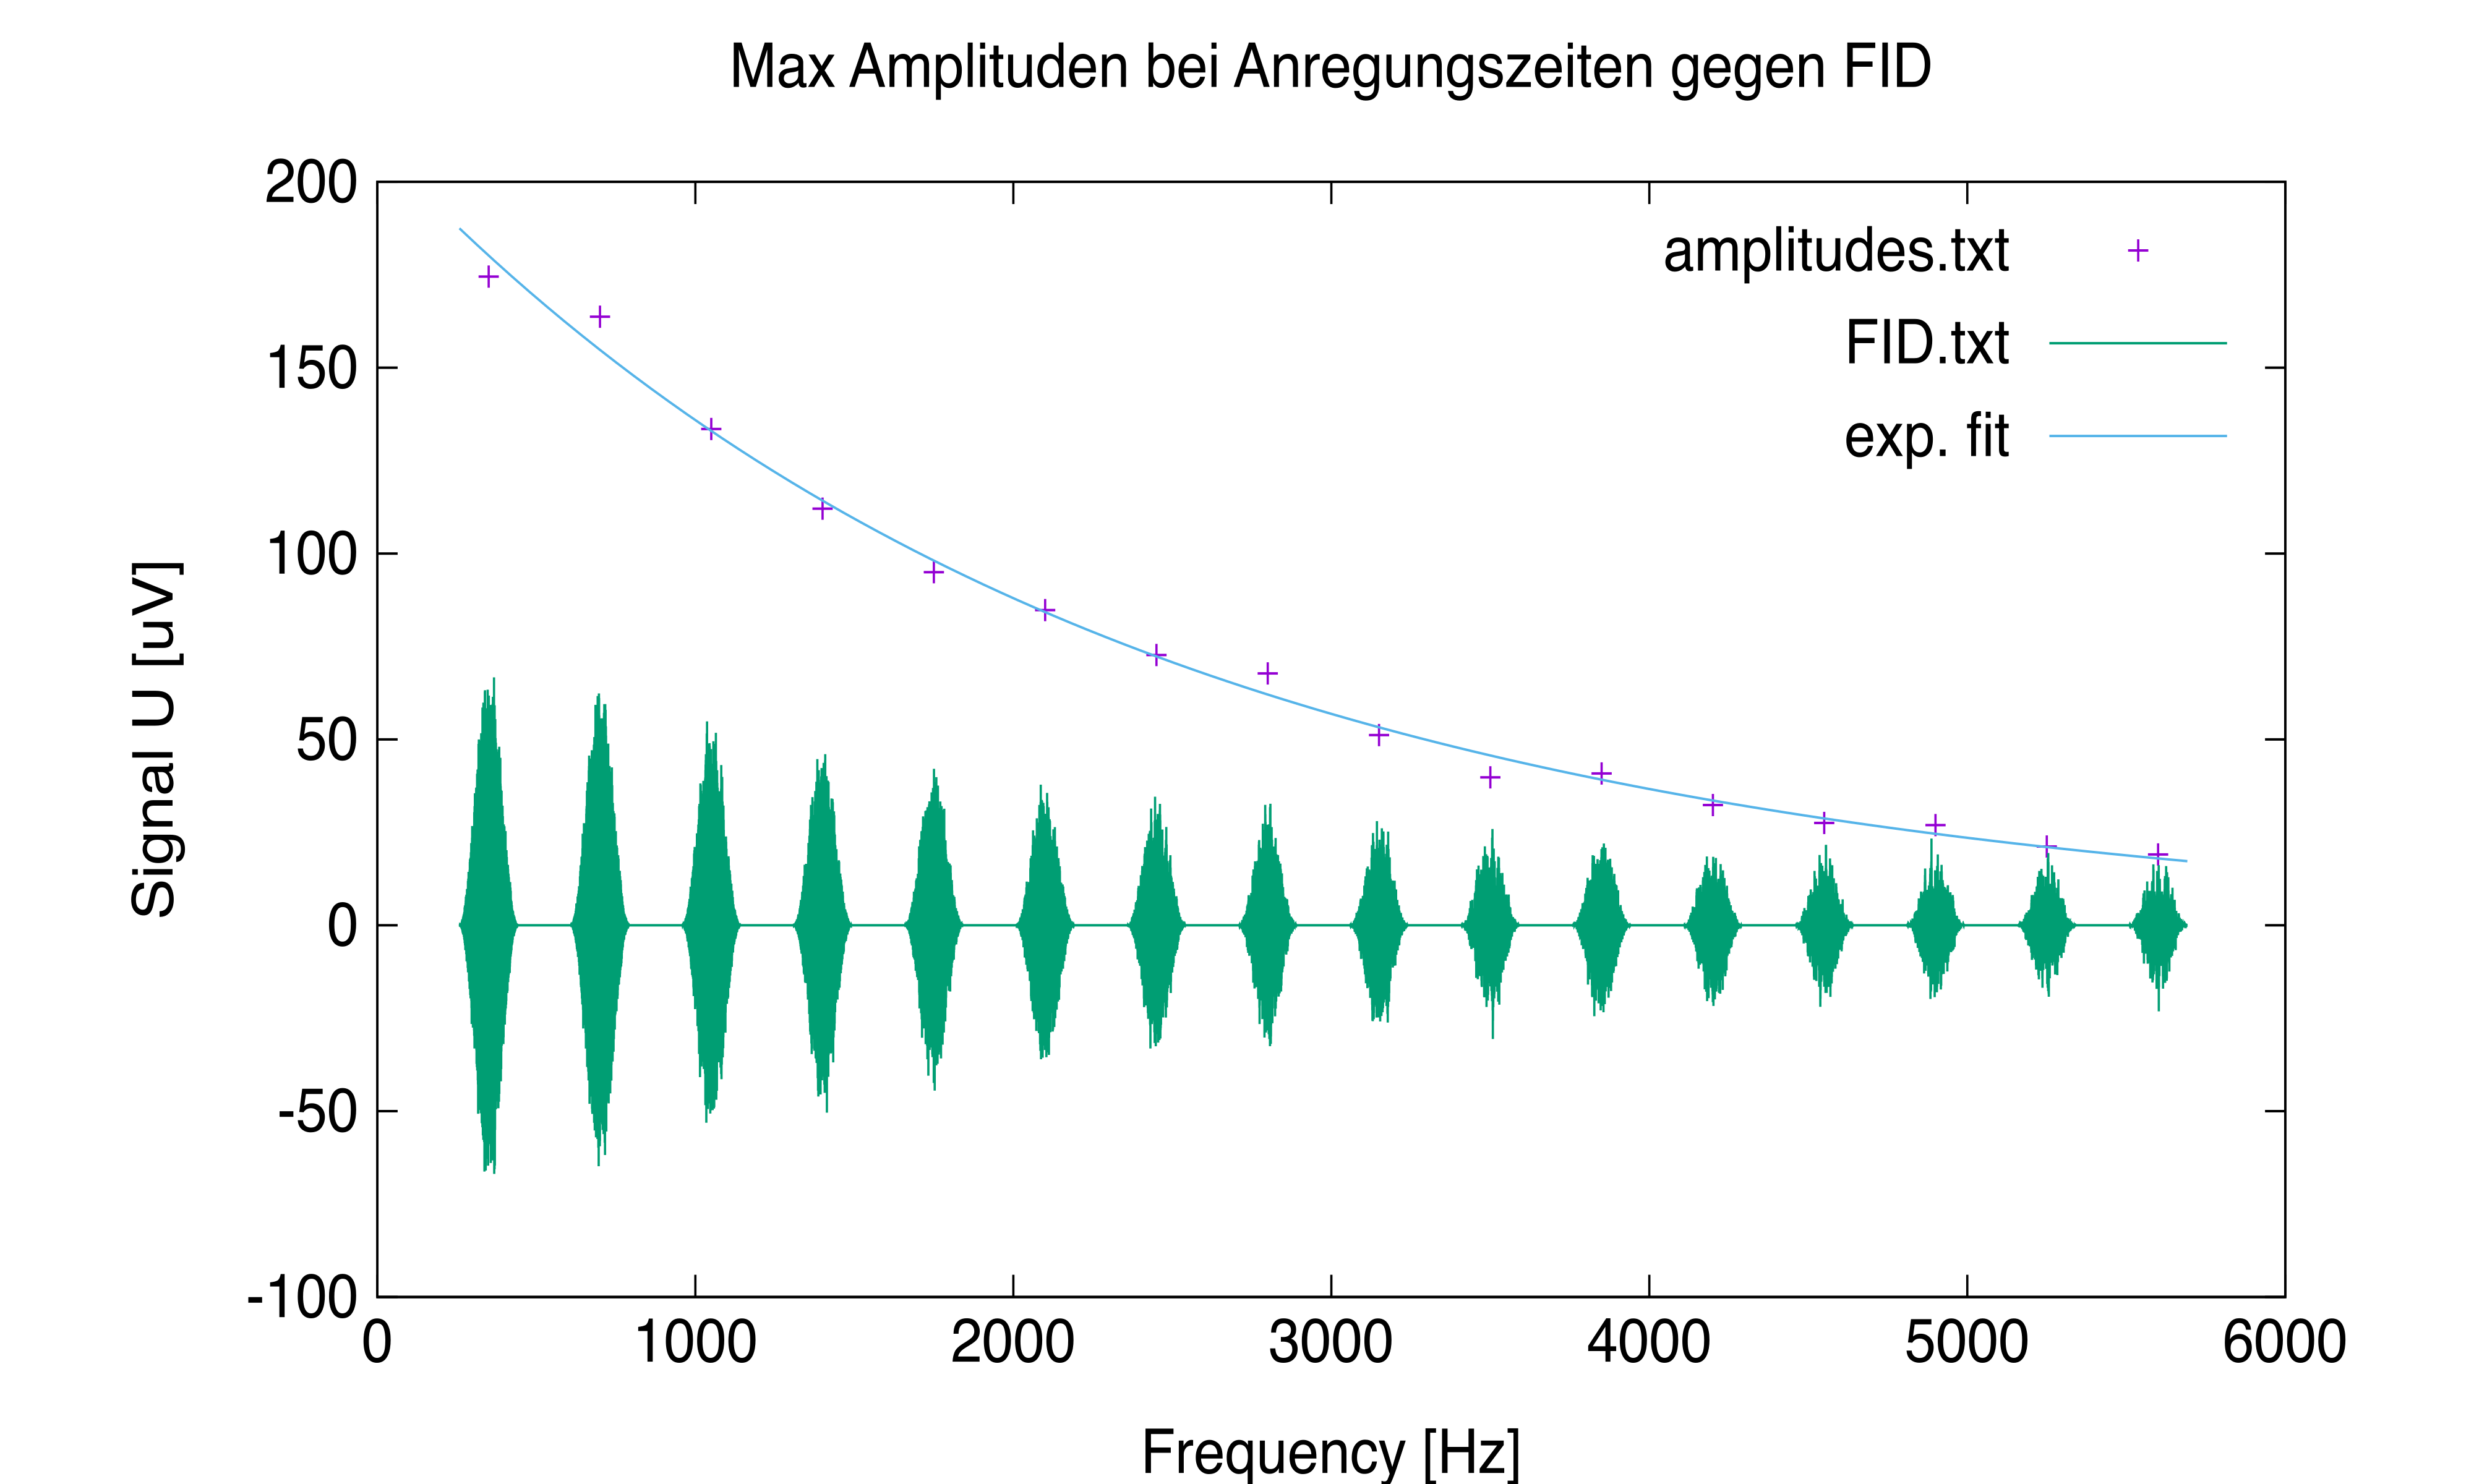 Max Amplituden bei Anregungszeiten gegen FID
200
150
100
50
0
-50
-100
Signal U [uV]
amplitudes.txt
FID.txt
exp. fit
0 1000 2000 3000 4000 5000 6000
Frequency [Hz]